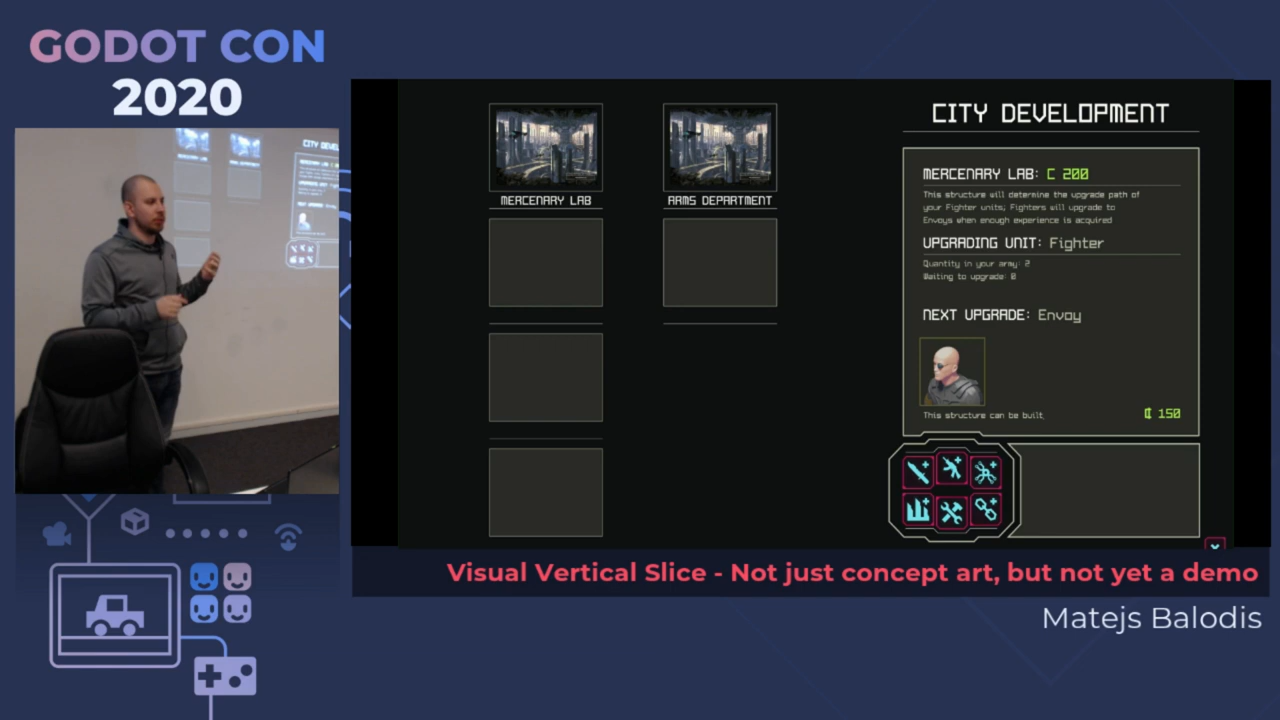 GODOT CON
2020
MERCENARY LAB
ARMS DEPARTMENT
CITY DEVELOPMENT
MERCENARY LAB: C 200
This structure will determine the upgrade path of
your Fighter units; Fighters will upgrade to
Envoys when enough experience is acquired
UPGRADING UNIT: Fighter
Quantity in your army: 2
Waiting to upgrade: 0
NEXT UPGRADE: Envoy
This structure can be built.
₵ 150
Visual Vertical Slice - Not just concept art, but not yet a demo
Matejs Balodis